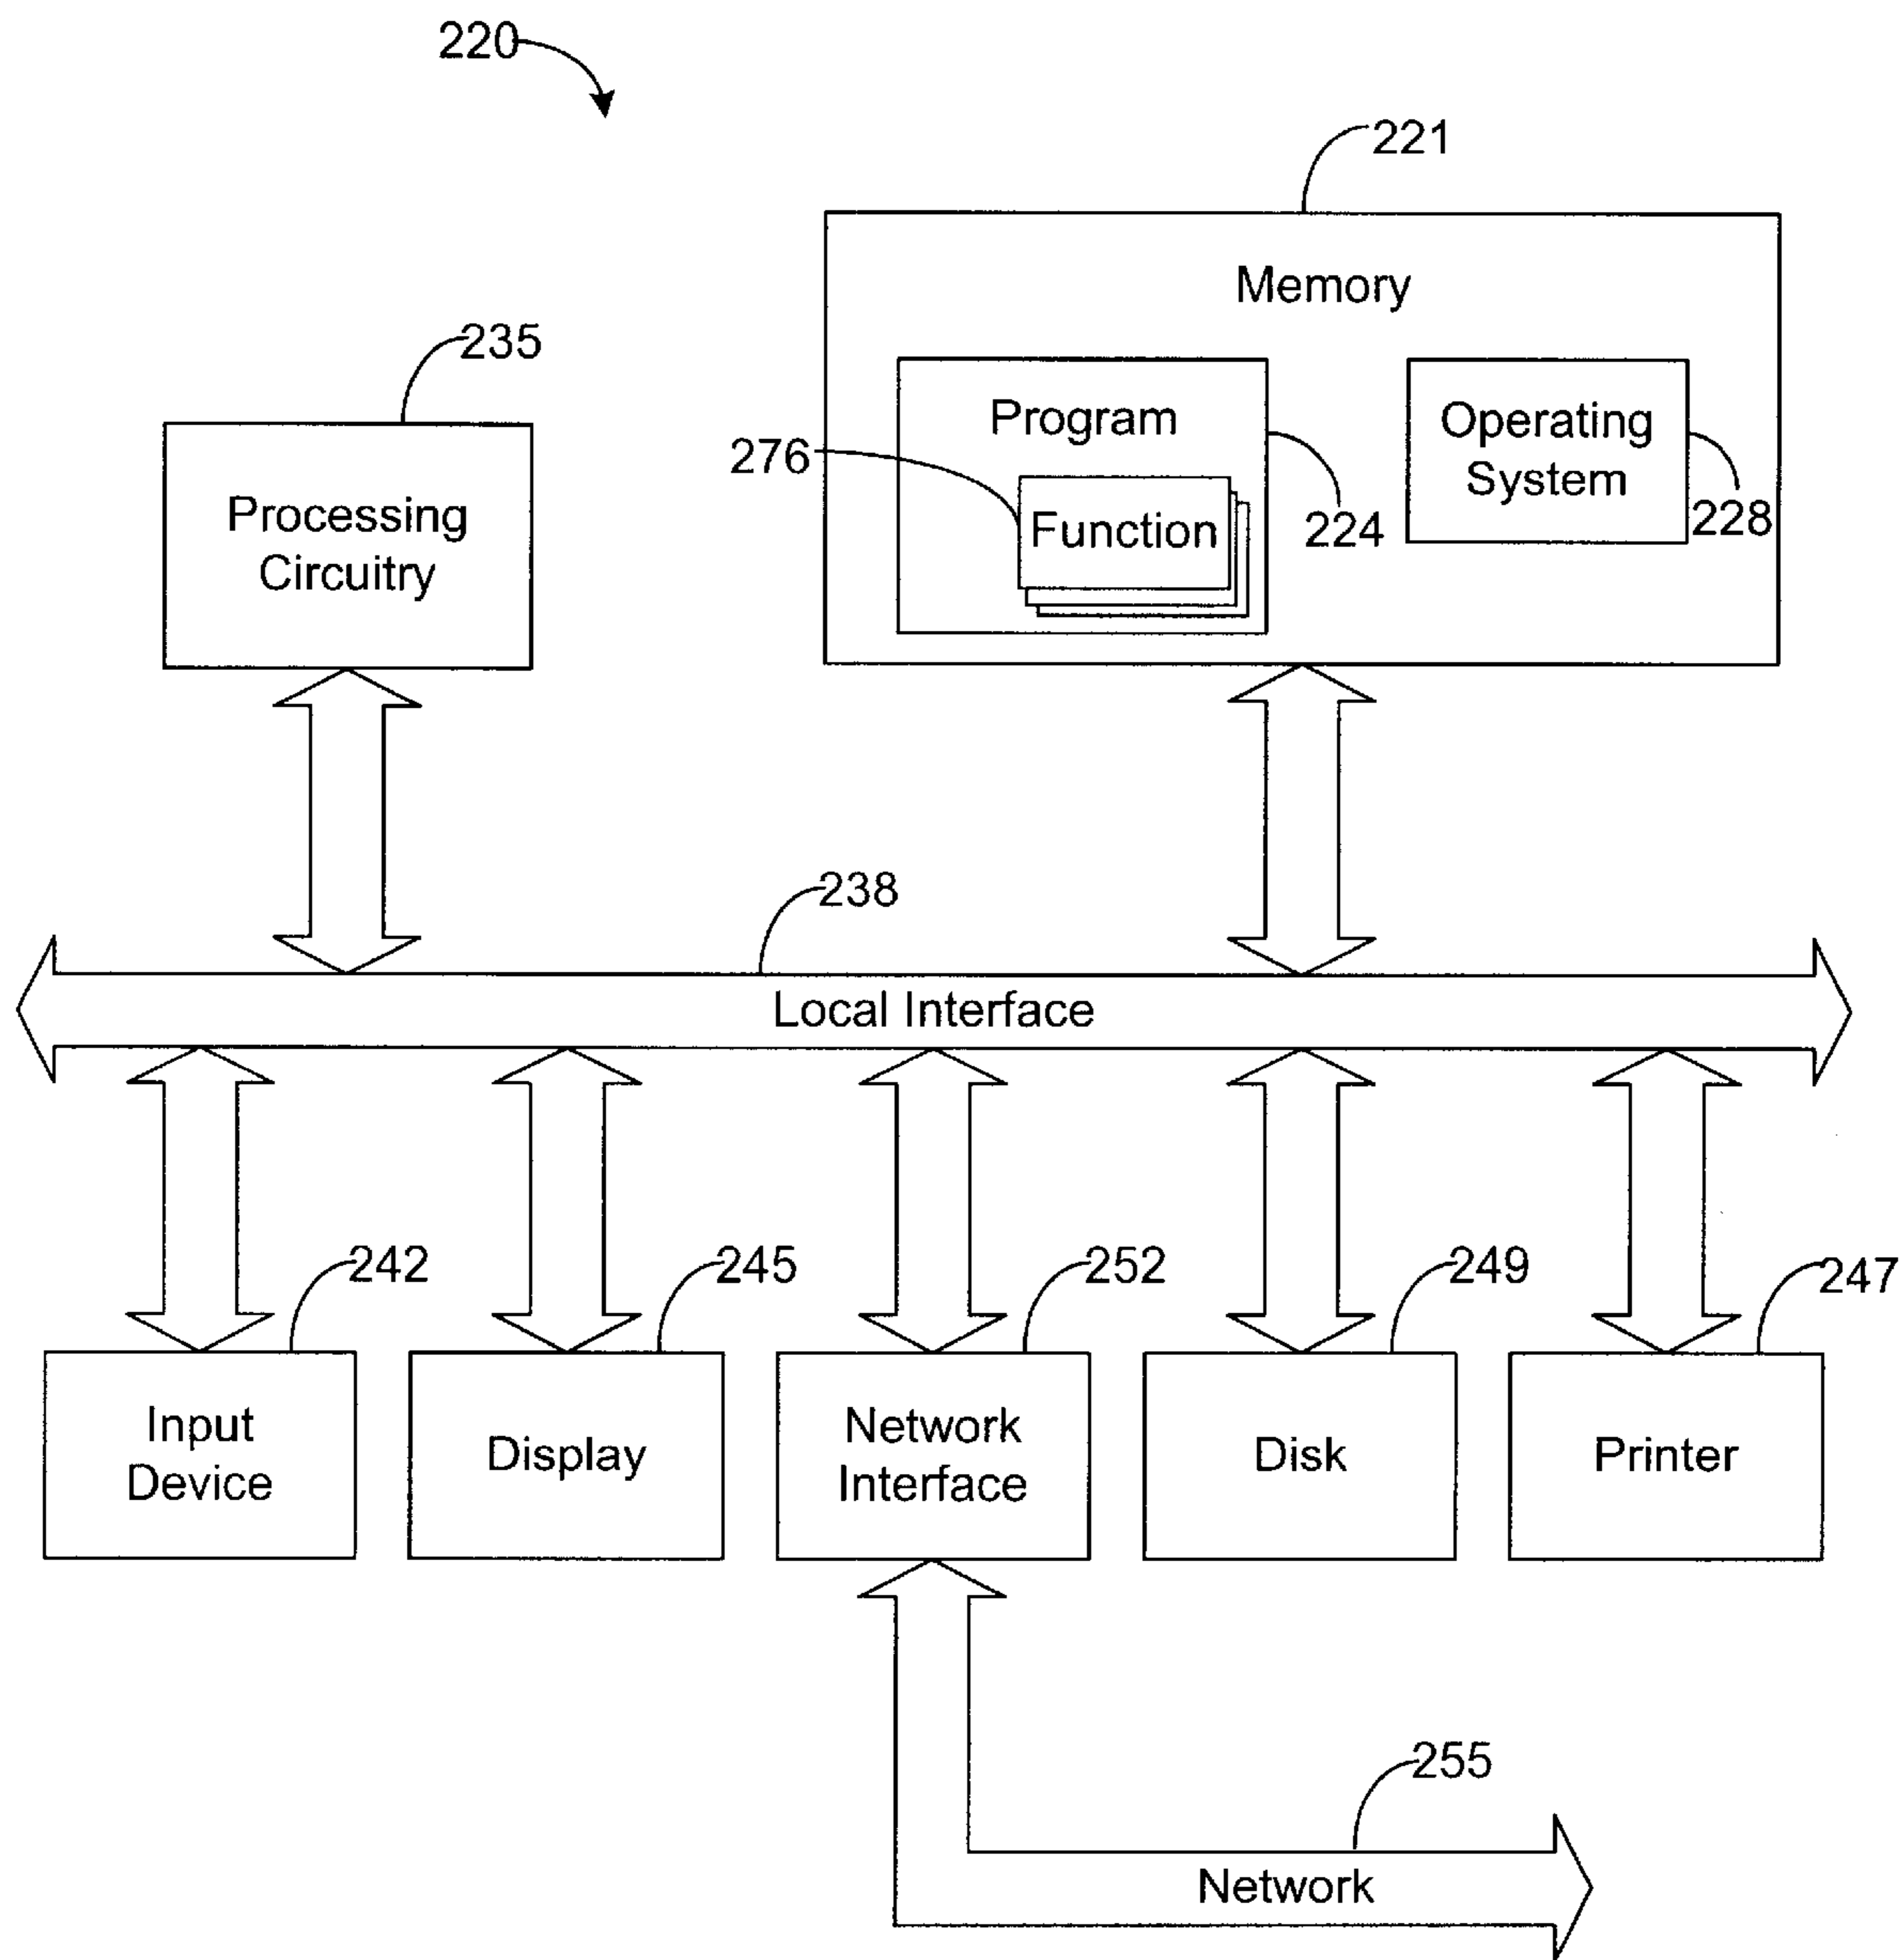 220
221
Memory
235
Program
Operating
System
276
Function
224
228
Processing
Circuitry
238
Local Interface
242
245
252
249
247
Input
Device
Display
Network
Interface
Disk
Printer
255
Network